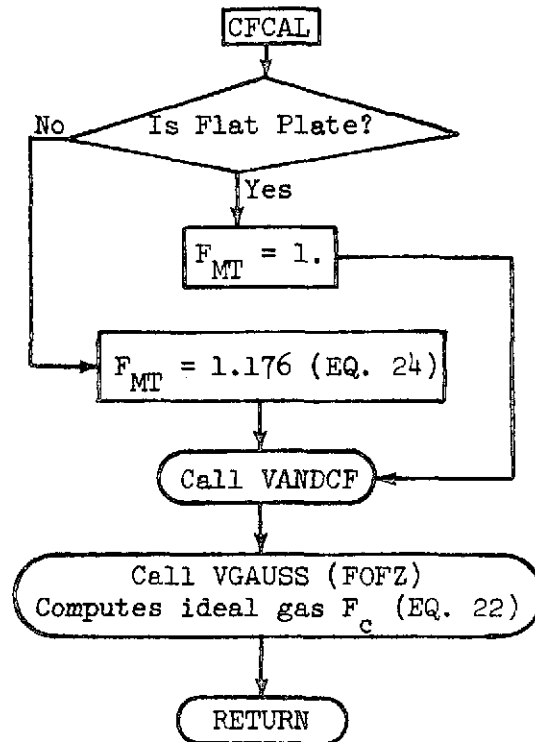 CFCAL
Is Flat Plate?
No
Yes
F_MT = 1.
F_MT = 1.176 (EQ. 24)
Call VANDCF
Call VGAUSS (FOFZ)
Computes ideal gas F_c (EQ. 22)
RETURN